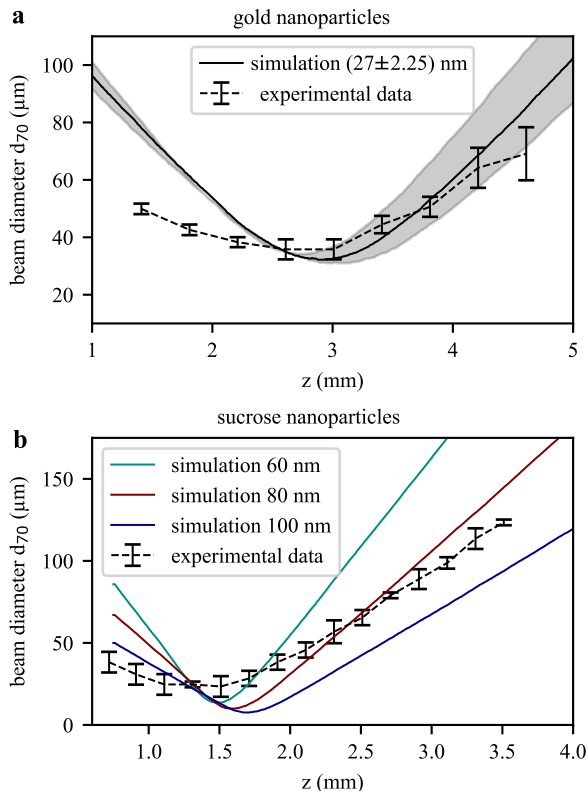 a
gold nanoparticles
simulation (27±2.25) nm
experimental data
beam diameter d₇₀ (μm)
100
80
60
40
20
1
2
3
4
5
z (mm)
b
sucrose nanoparticles
simulation 60 nm
simulation 80 nm
simulation 100 nm
experimental data
beam diameter d₇₀ (μm)
150
100
50
0
1.0
1.5
2.0
2.5
3.0
3.5
4.0
z (mm)